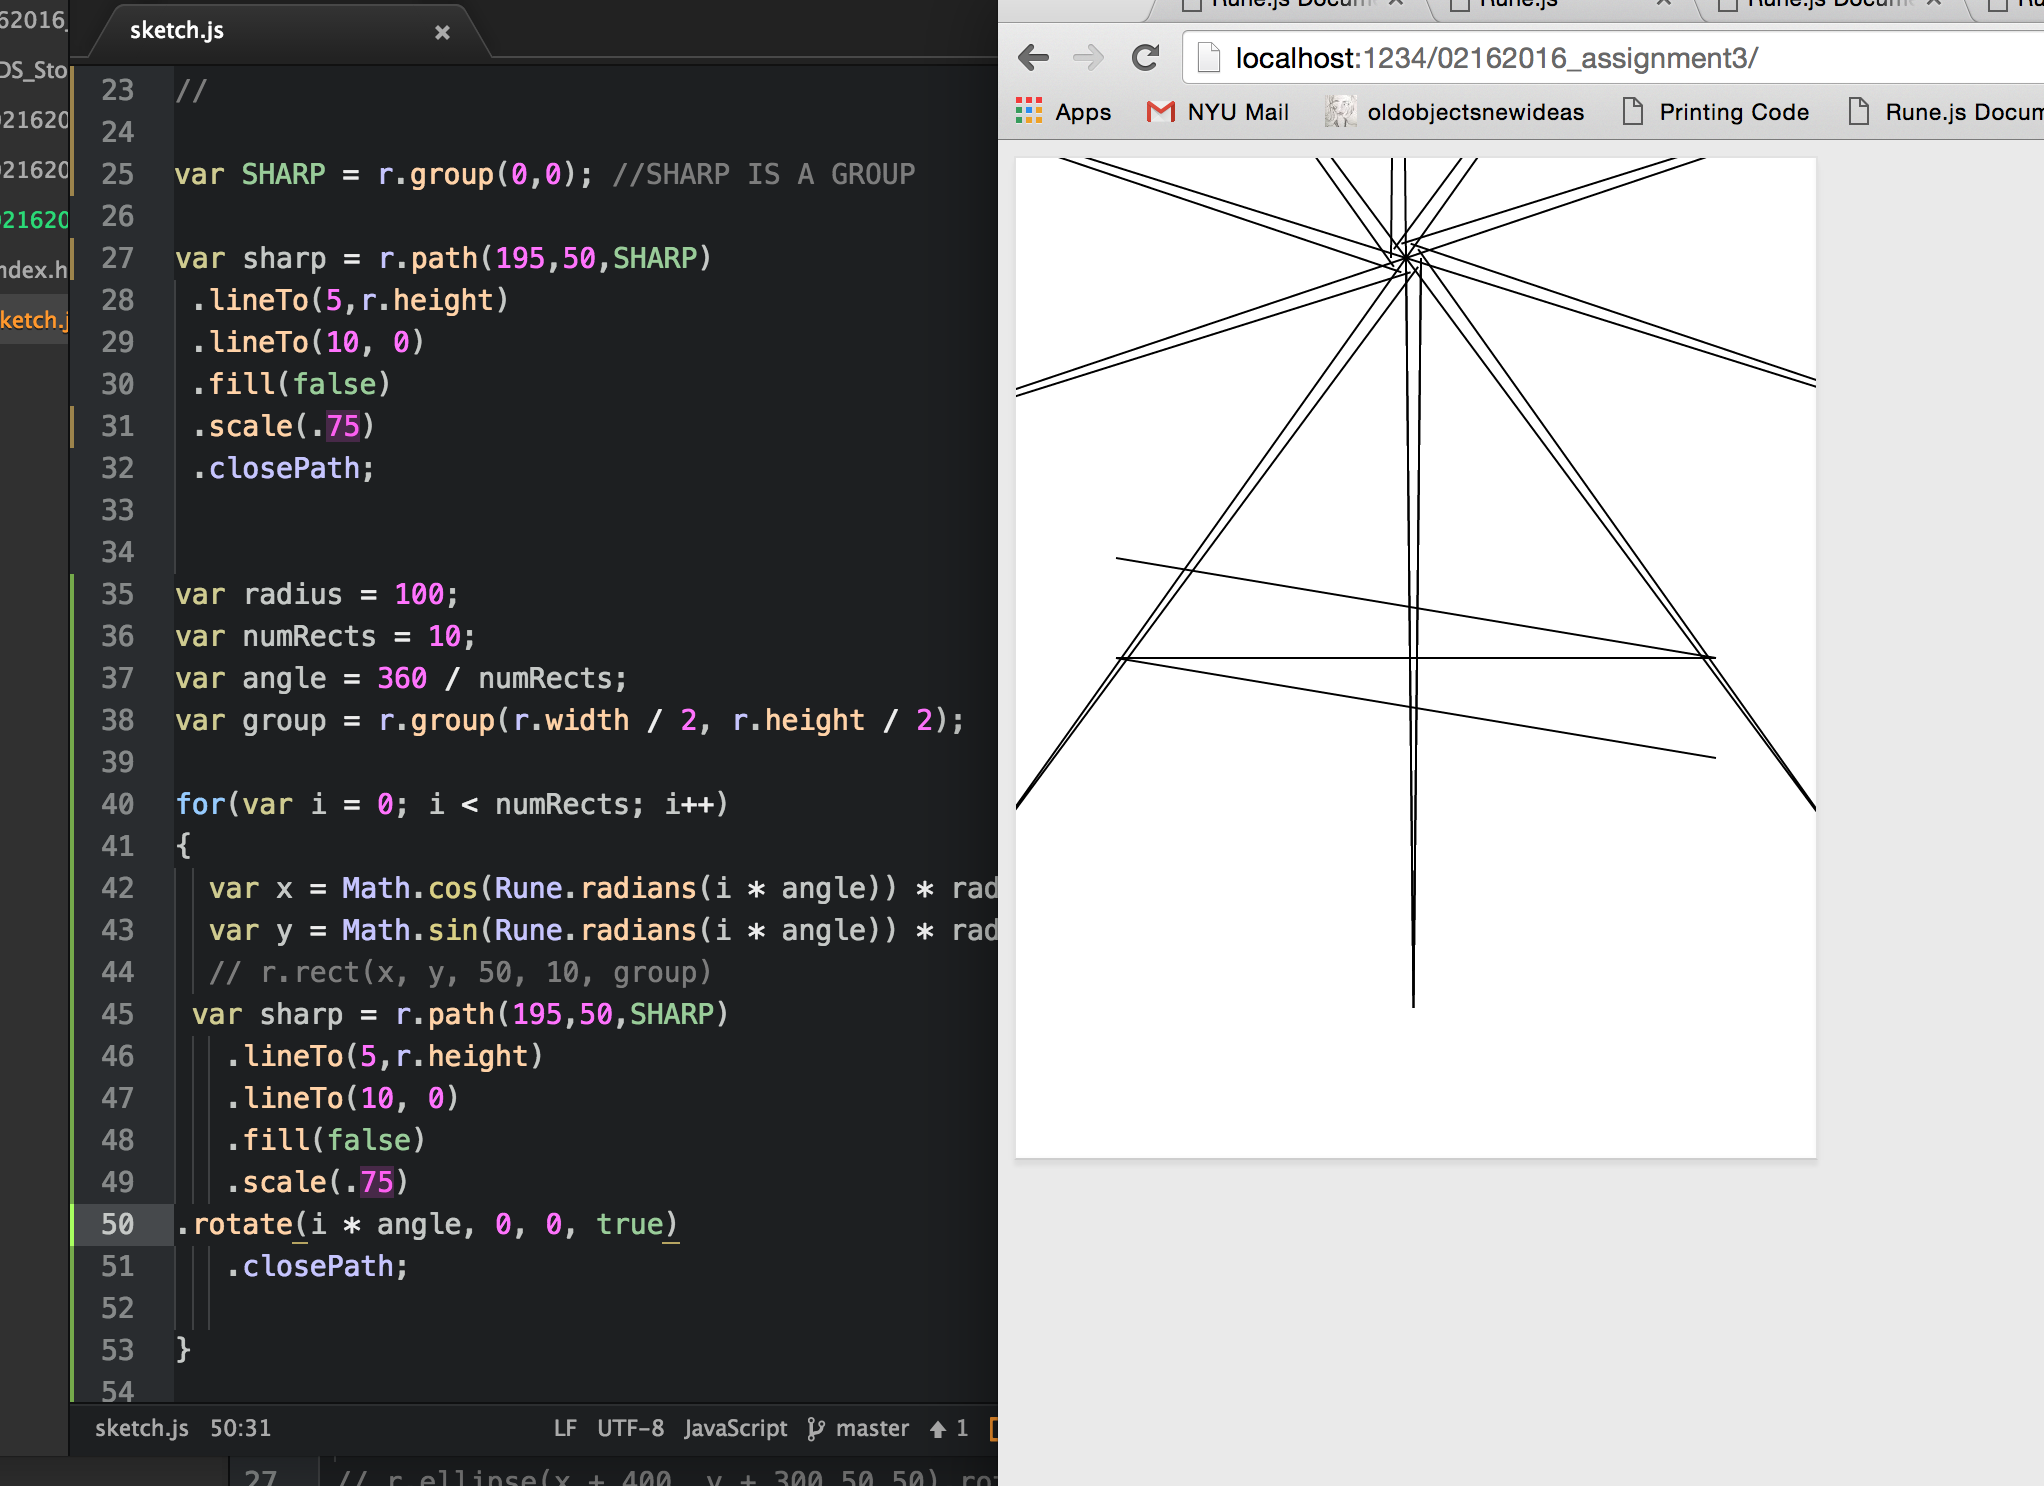 62016_
DS_Sto
021620
021620
021620
ndex.h
sketch.j
sketch.js
23 //
24
25 var SHARP = r.group(0,0); //SHARP IS A GROUP
26
27 var sharp = r.path(195,50,SHARP)
28 .lineTo(5,r.height)
29 .lineTo(10, 0)
30 .fill(false)
31 .scale(.75)
32 .closePath;
33
34
35 var radius = 100;
36 var numRects = 10;
37 var angle = 360 / numRects;
38 var group = r.group(r.width / 2, r.height / 2);
39
40 for(var i = 0; i < numRects; i++)
41 {
42 var x = Math.cos(Rune.radians(i * angle)) * rad
43 var y = Math.sin(Rune.radians(i * angle)) * rad
44 // r.rect(x, y, 50, 10, group)
45 var sharp = r.path(195,50,SHARP)
46 .lineTo(5,r.height)
47 .lineTo(10, 0)
48 .fill(false)
49 .scale(.75)
50 .rotate(i * angle, 0, 0, true)
51 .closePath;
52
53 }
54
sketch.js 50:31 LF UTF-8 JavaScript master 1
27 // r.ellipse(x + 400, y + 300,50,50).ro
Rune.js Docum Rune.js Rune.js Docum Ru
localhost:1234/02162016_assignment3/
Apps NYU Mail oldobjectsnewideas Printing Code Rune.js Docum